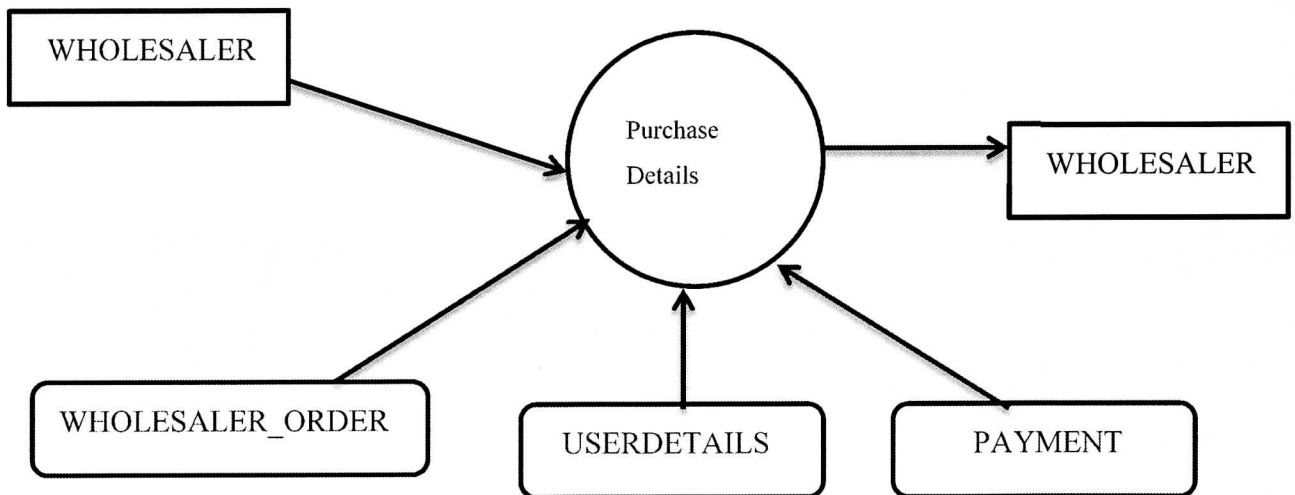 WHOLESALER
Purchase
Details
WHOLESALER
WHOLESALER_ORDER
USERDETAILS
PAYMENT